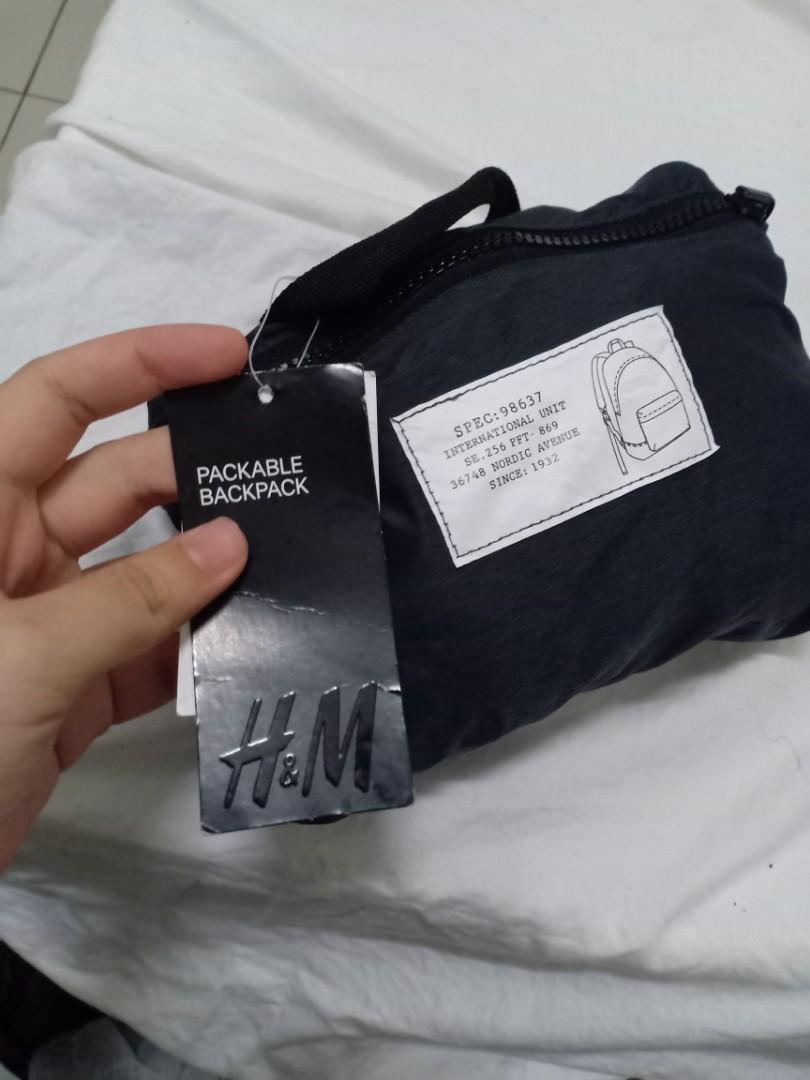 PACKABLE
BACKPACK
H&M
SPEC:98637
INTERNATIONAL UNIT
SE.256 PFT- 869
36748 NORDIC AVENUE
SINCE: 1932